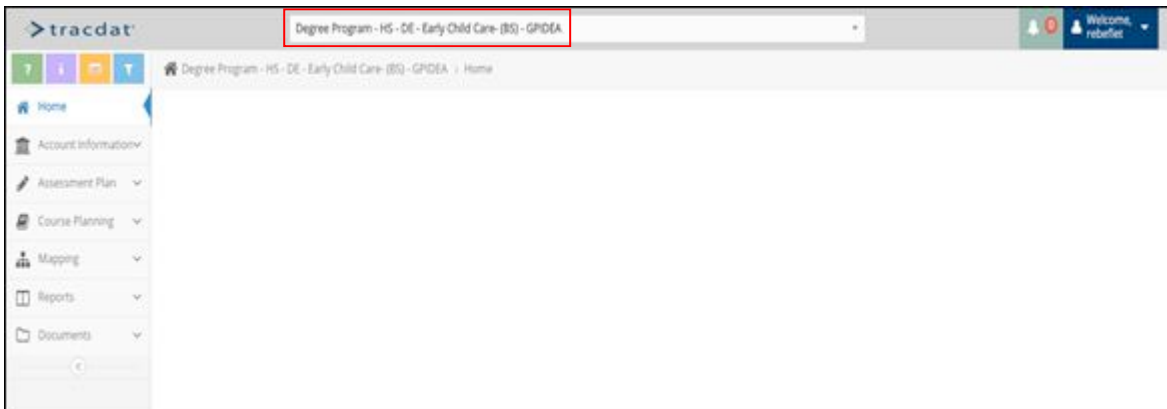 tracdat
Degree Program - HS - DE - Early Child Care- (BS) - GPIDEA
0
Welcome,
rebeflet
? i
Degree Program - HS - DE - Early Child Care- (BS) - GPIDEA > Home
Home
Account Information
Assessment Plan
Course Planning
Mapping
Reports
Documents